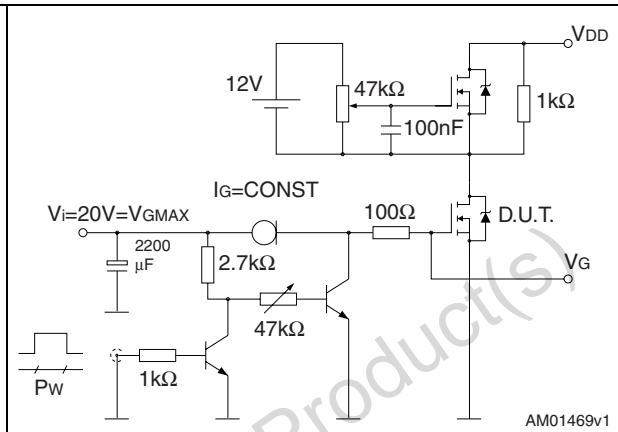 VDD
12V
47kΩ
1kΩ
100nF
IG=CONST
Vi=20V=VGMAX
100Ω
D.U.T.
2200
μF
2.7kΩ
VG
47kΩ
1kΩ
PW
Product(s)
AM01469v1